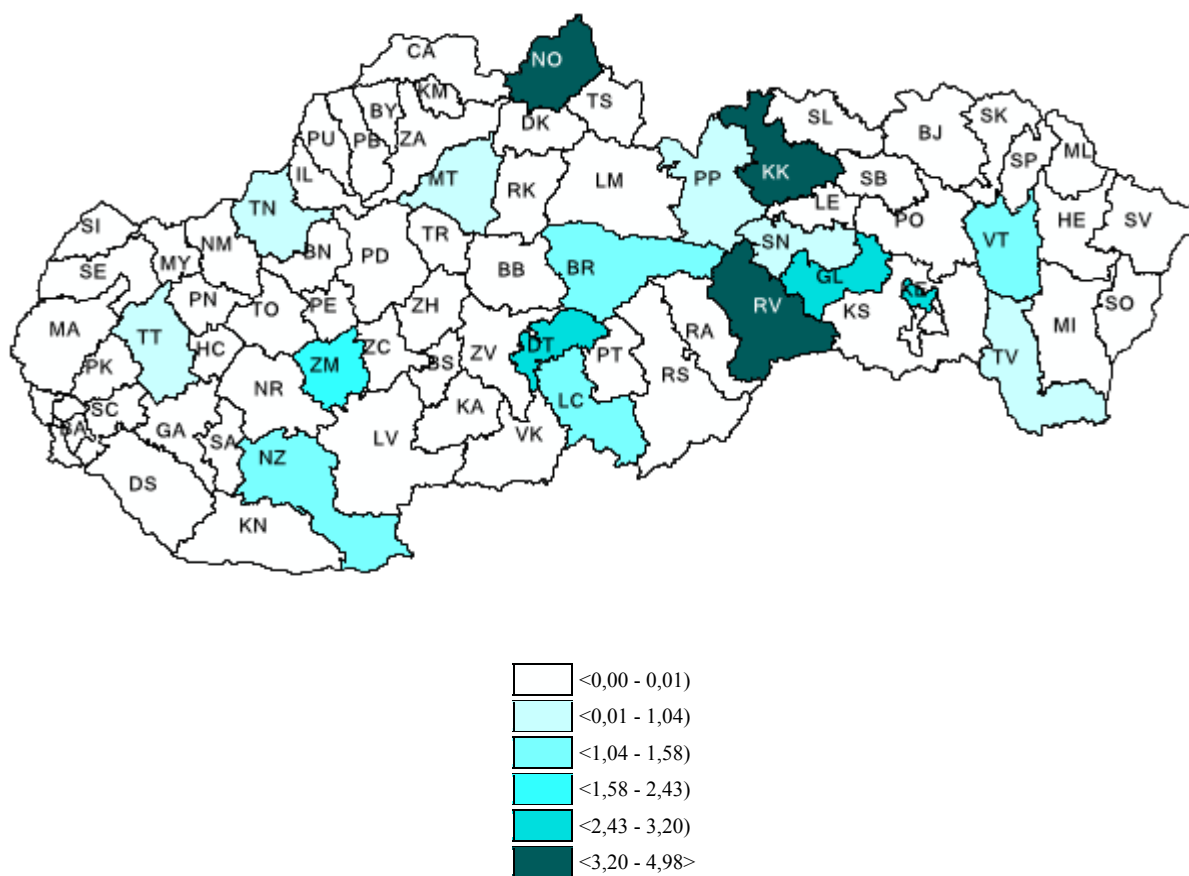 NO
CA
KM
TS
BY
DK
SL
SK
PU
PB
ZA
BJ
SP
ML
IL
MT
RK
LM
PP
KK
SB
LE
TN
HE
SV
SI
NM
TR
SN
PO
VT
SE
MY
BN
PD
BB
BR
GL
PN
TO
PE
ZH
RV
KS
SO
MA
TT
HC
ZM
ZC
ZV
DT
PT
RA
MI
PK
BS
RS
TV
NR
LC
SC
KA
BA
GA
SA
NZ
LV
VK
DS
KN
<0,00 - 0,01)
<0,01 - 1,04)
<1,04 - 1,58)
<1,58 - 2,43)
<2,43 - 3,20)
<3,20 - 4,98>